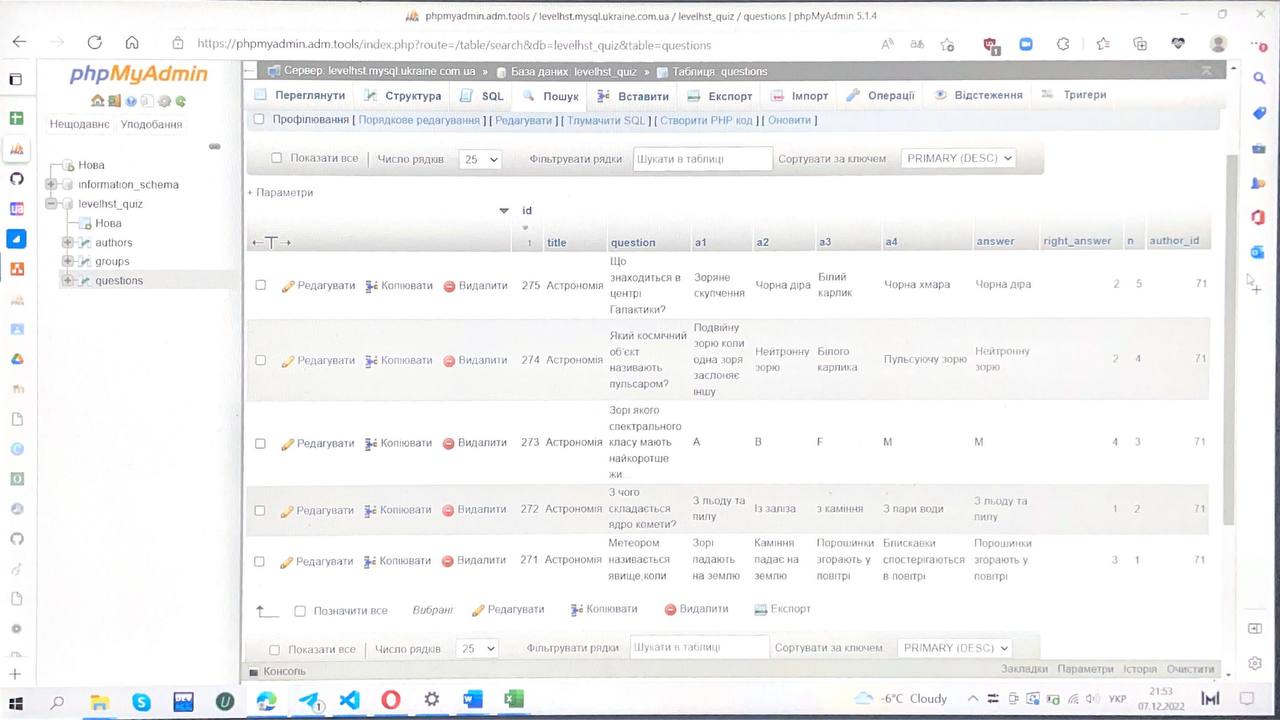 phpmyadmin.adm.tools / levelhst.mysql.ukraine.com.ua / levelhst_quiz / questions | phpMyAdmin 5.1.4
https://phpmyadmin.adm.tools/index.php?route=/table/search&db=levelhst_quiz&table=questions
phpMyAdmin
Нещодавнє Уподобання
Нова
information_schema
levelhst_quiz
Нова
authors
groups
questions
Сервер: levelhst.mysql.ukraine.com.ua » База даних: levelhst_quiz » Таблиця: questions
Переглянути Структура SQL Пошук Вставити Експорт Імпорт Операції Відстеження Тригери
Профілювання [ Порядкове редагування ] [ Редагувати ] [ Тлумачити SQL ] [ Створити PHP код ] [ Оновити ]
Показати все | Число рядків 25 Фільтрувати рядки Шукати в таблиці Сортувати за ключем PRIMARY (DESC)
+ Параметри
←T→ id 1 title question a1 a2 a3 a4 answer right_answer n author_id
Редагувати Копіювати Видалити 275 Астрономія
Що
знаходиться в
центрі
Галактики?
Зоряне
скупчення
Чорна діра
Білий
карлик
Чорна хмара
Чорна діра
2 5 71
Редагувати Копіювати Видалити 274 Астрономія
Який космічний
об'єкт
називають
пульсаром?
Подвійну
зорю коли
одна зоря
заслоняє
іншу
Нейтронну
зорю
Білого
карлика
Пульсуючу зорю
Нейтронну
зорю
2 4 71
Редагувати Копіювати Видалити 273 Астрономія
Зорі якого
спектрального
класу мають
найкоротше
жи...
A B F M M 4 3 71
Редагувати Копіювати Видалити 272 Астрономія
З чого
складається
ядро комети?
З льоду та
пилу
Із заліза
з каміння
З пари води
З льоду та
пилу
1 2 71
Редагувати Копіювати Видалити 271 Астрономія
Метеором
називається
явище,коли
Зорі
падають
на землю
Каміння
падає на
землю
Порошинки
згорають у
повітрі
Блискавки
спостерігаються
в повітрі
Порошинки
згорають у
повітрі
3 1 71
Позначити все Вибрані: Редагувати Копіювати Видалити Експорт
Показати все | Число рядків 25 Фільтрувати рядки Шукати в таблиці Сортувати за ключем PRIMARY (DESC)
Консоль Закладки Параметри Історія Очистити
-6°C Cloudy УКР 21:53
07.12.2022